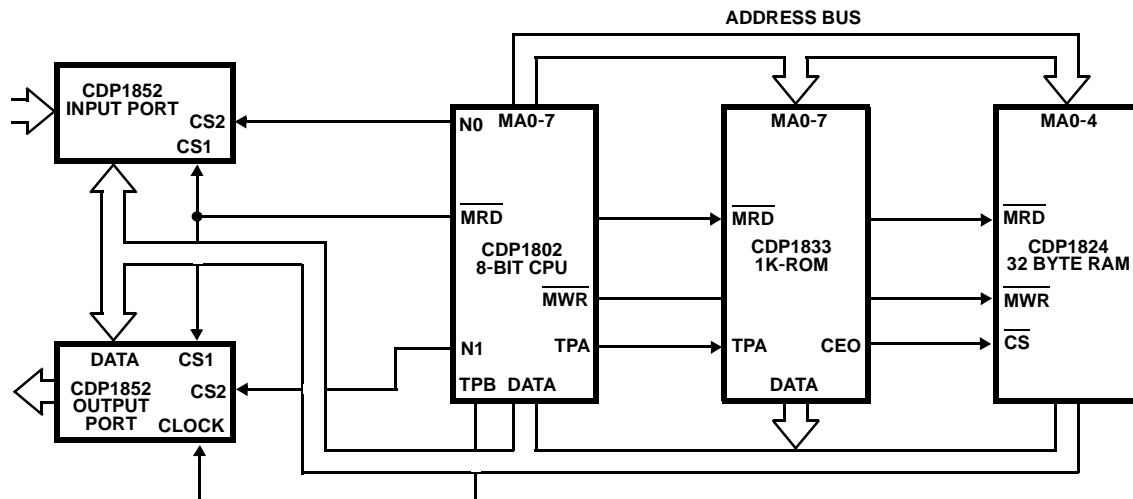 ADDRESS BUS
CDP1852
INPUT PORT
CS2
CS1
N0
MA0-7
MRD
CDP1802
8-BIT CPU
MWR
N1
TPA
TPB
DATA
MA0-7
MRD
CDP1833
1K-ROM
TPA
CEO
DATA
MA0-4
MRD
CDP1824
32 BYTE RAM
MWR
CS
DATA
CS1
CDP1852
OUTPUT
PORT
CS2
CLOCK